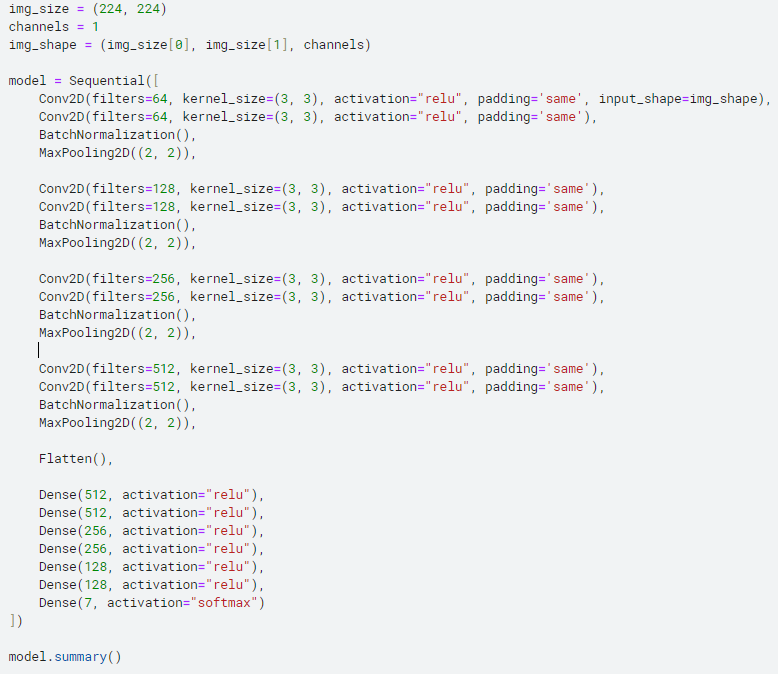 img_size = (224, 224)
channels = 1
img_shape = (img_size[0], img_size[1], channels)

model = Sequential([
    Conv2D(filters=64, kernel_size=(3, 3), activation="relu", padding='same', input_shape=img_shape),
    Conv2D(filters=64, kernel_size=(3, 3), activation="relu", padding='same'),
    BatchNormalization(),
    MaxPooling2D((2, 2)),

    Conv2D(filters=128, kernel_size=(3, 3), activation="relu", padding='same'),
    Conv2D(filters=128, kernel_size=(3, 3), activation="relu", padding='same'),
    BatchNormalization(),
    MaxPooling2D((2, 2)),

    Conv2D(filters=256, kernel_size=(3, 3), activation="relu", padding='same'),
    Conv2D(filters=256, kernel_size=(3, 3), activation="relu", padding='same'),
    BatchNormalization(),
    MaxPooling2D((2, 2)),

    Conv2D(filters=512, kernel_size=(3, 3), activation="relu", padding='same'),
    Conv2D(filters=512, kernel_size=(3, 3), activation="relu", padding='same'),
    BatchNormalization(),
    MaxPooling2D((2, 2)),

    Flatten(),

    Dense(512, activation="relu"),
    Dense(512, activation="relu"),
    Dense(256, activation="relu"),
    Dense(256, activation="relu"),
    Dense(128, activation="relu"),
    Dense(128, activation="relu"),
    Dense(7, activation="softmax")
])

model.summary()